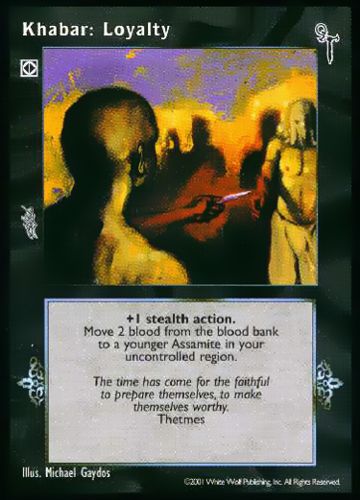 Khabar: Loyalty
+1 stealth action.
Move 2 blood from the blood bank
to a younger Assamite in your
uncontrolled region.
The time has come for the faithful
to prepare themselves, to make
themselves worthy.
Thetmes
Illus. Michael Gaydos
©2001 White Wolf Publishing, Inc. All Rights Reserved.